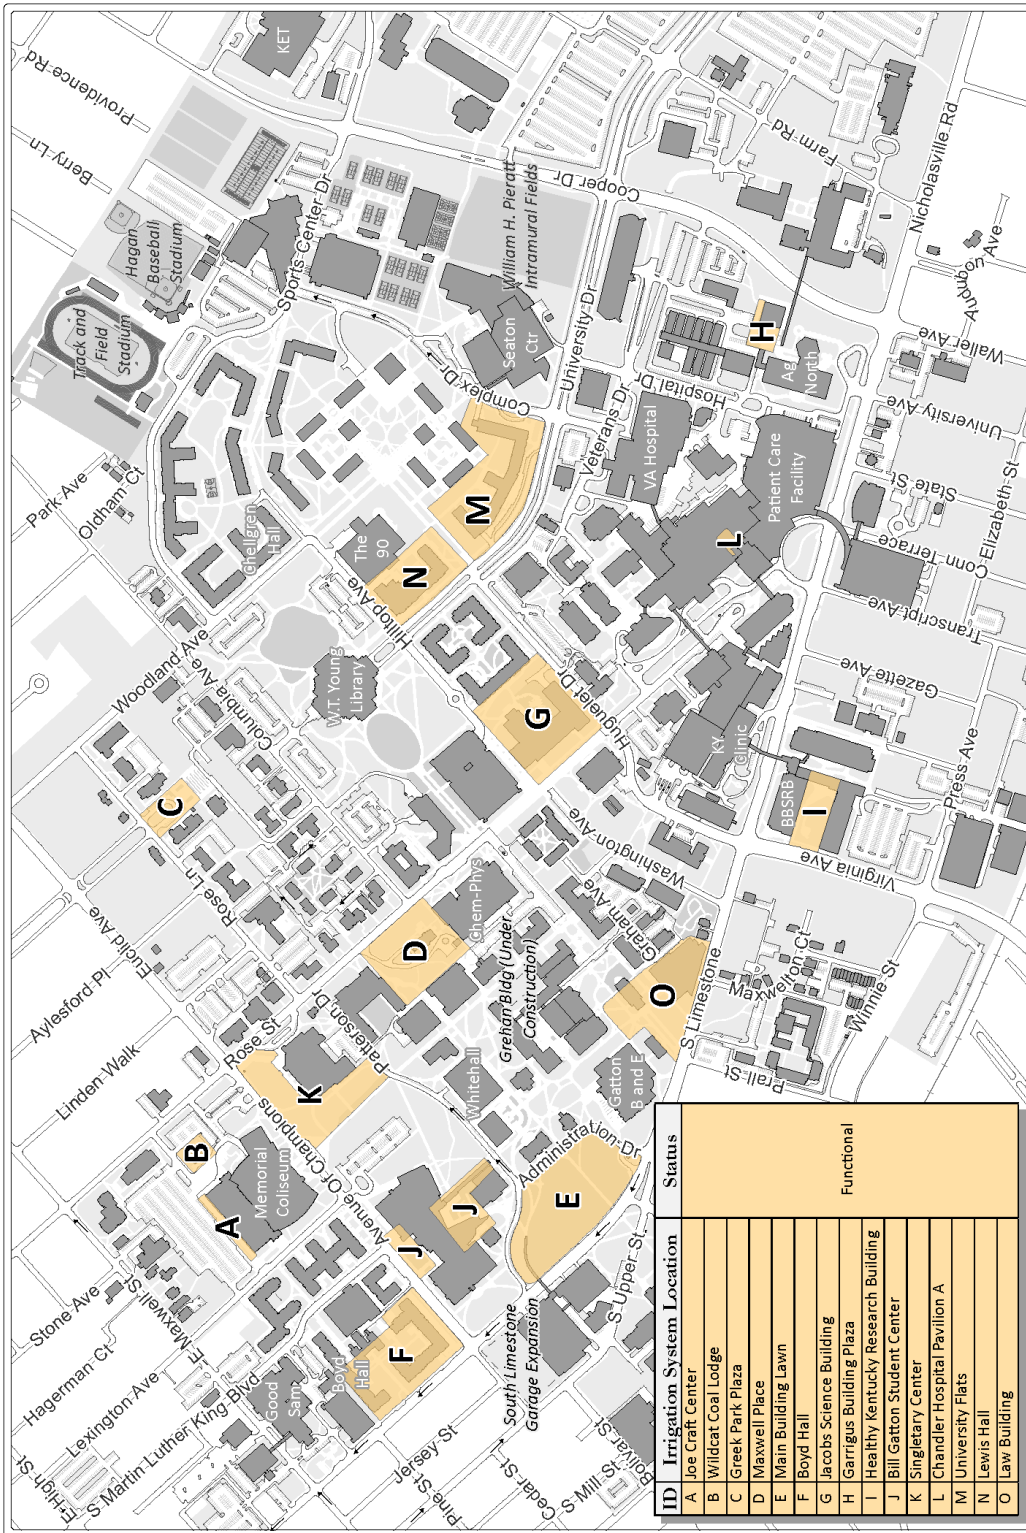 Providence Rd
Berry Ln
KET
Hagan
Baseball
Stadium
Track and
Field
Stadium
Sports Center Dr
William H. Pieratt
Intramural Fields
Cooper Dr
Farm Rd
Nicholasville Rd
Audubon Ave
Waller Ave
University Ave
State St
Elizabeth St
Conn Terrace
Transcript Ave
Gazette Ave
Press Ave
Virginia Ave
Winnie St
Maxwelton Ct
Prall St
S Limestone
Park Ave
Oldham Ct
Chellgren
Hall
The
90
Complex Dr
Seaton
Ctr
University Dr
Hospital Dr
Veterans Dr
VA Hospital
Ag
North
H
Patient Care
Facility
L
M
N
Hilltop Ave
W.T. Young
Library
Woodland Ave
Columbia Ave
Huguelet Dr
G
KY
Clinic
BBSRB
I
Washington Ave
Graham Ave
O
C
Rose Ln
Euclid Ave
Aylesford Pl
Linden Walk
Rose St
D
Chem-Phys
Patterson Dr
Grehan Bldg (Under
Construction)
Whitehall
Gatton
B and E
Administration Dr
E
K
B
A
Memorial
Coliseum
Avenue Of Champions
J
J
S Upper St
South Limestone
Garage Expansion
F
Boyd
Hall
Good
Sam
Stone Ave
E Maxwell St
Hagerman Ct
Lexington Ave
S Martin Luther King Blvd
E High St
Jersey St
Pine St
Cedar St
S Mill St
Bolivar St
ID Irrigation System Location Status
A Joe Craft Center
B Wildcat Coal Lodge
C Greek Park Plaza
D Maxwell Place
E Main Building Lawn
F Boyd Hall
G Jacobs Science Building
H Garrigus Building Plaza
I Healthy Kentucky Research Building
J Bill Gatton Student Center
K Singletary Center
L Chandler Hospital Pavilion A
M University Flats
N Lewis Hall
O Law Building
Functional